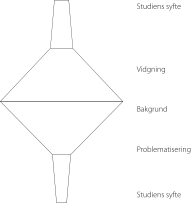 Studiens syfte
Vidgning
Bakgrund
Problematisering
Studiens syfte